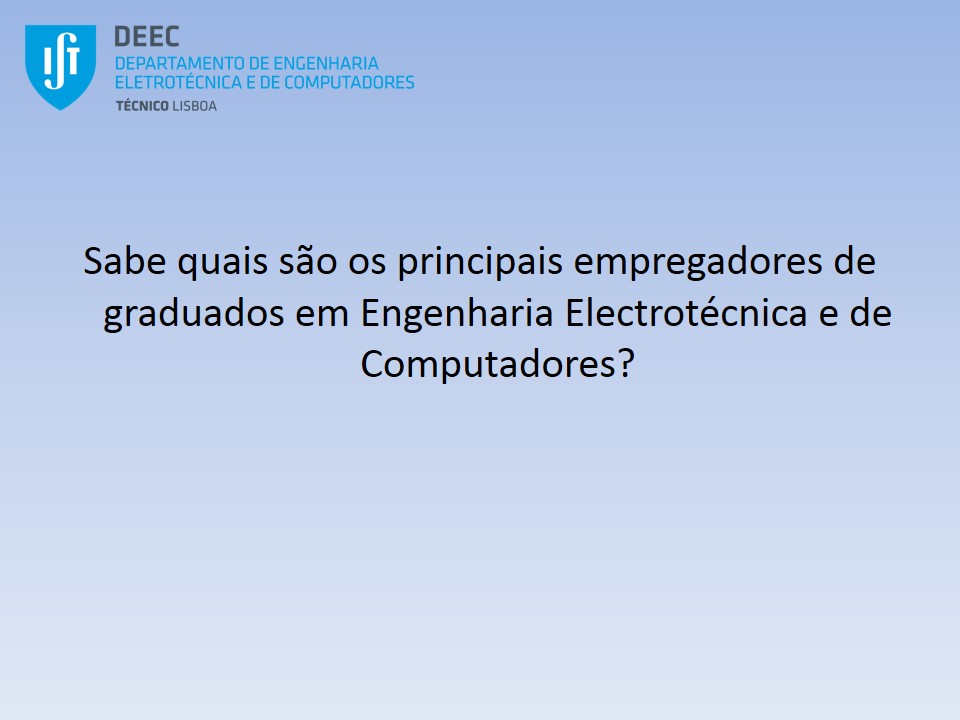 IST
DEEC
DEPARTAMENTO DE ENGENHARIA
ELETROTÉCNICA E DE COMPUTADORES
TÉCNICO LISBOA
Sabe quais são os principais empregadores de
graduados em Engenharia Electrotécnica e de
Computadores?